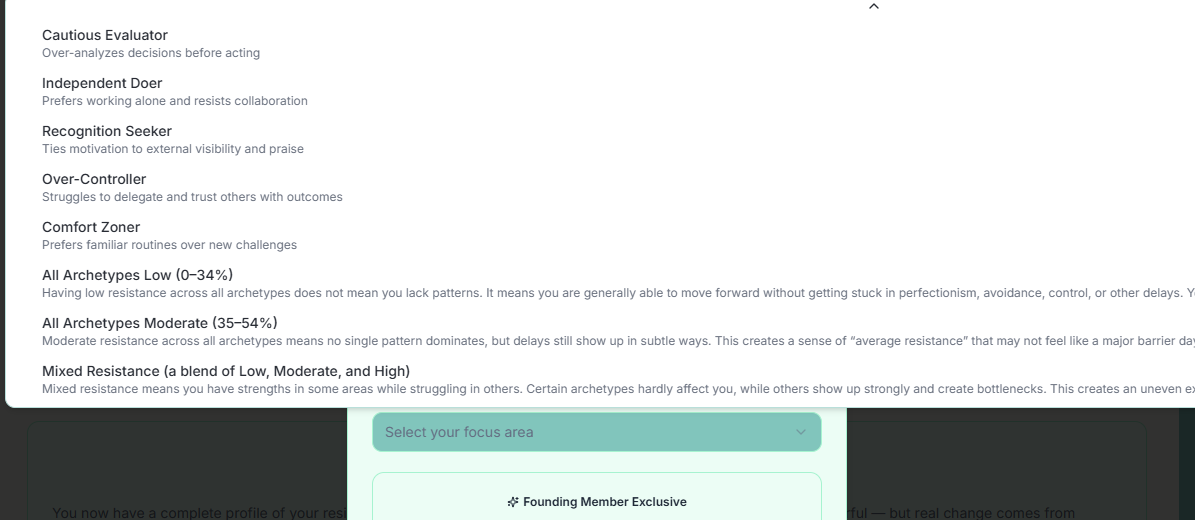 Cautious Evaluator
Over-analyzes decisions before acting
Independent Doer
Prefers working alone and resists collaboration
Recognition Seeker
Ties motivation to external visibility and praise
Over-Controller
Struggles to delegate and trust others with outcomes
Comfort Zoner
Prefers familiar routines over new challenges
All Archetypes Low (0–34%)
Having low resistance across all archetypes does not mean you lack patterns. It means you are generally able to move forward without getting stuck in perfectionism, avoidance, control, or other delays.
All Archetypes Moderate (35–54%)
Moderate resistance across all archetypes means no single pattern dominates, but delays still show up in subtle ways. This creates a sense of “average resistance” that may not feel like a major barrier
Mixed Resistance (a blend of Low, Moderate, and High)
Mixed resistance means you have strengths in some areas while struggling in others. Certain archetypes hardly affect you, while others show up strongly and create bottlenecks. This creates an uneven
Select your focus area
Founding Member Exclusive
You now have a complete profile of your — but real change comes from